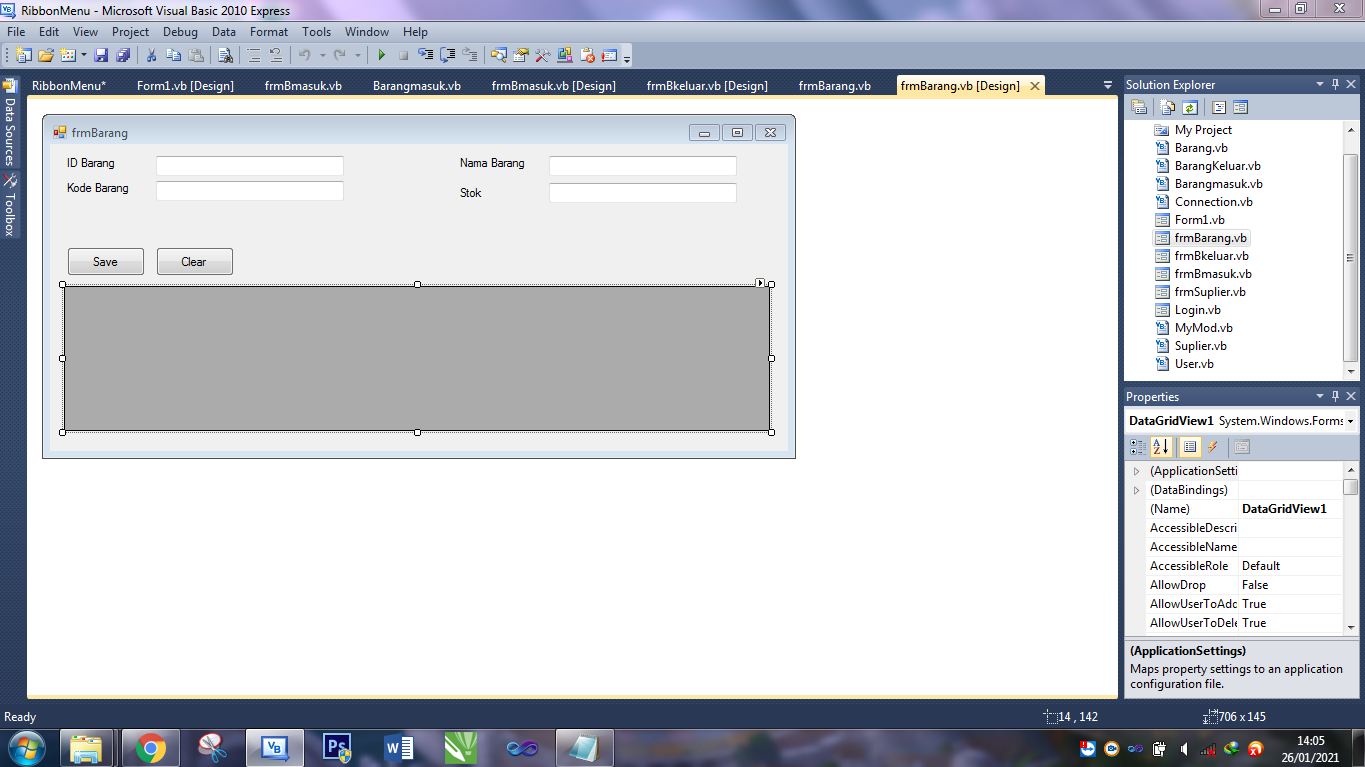 RibbonMenu - Microsoft Visual Basic 2010 Express
File Edit View Project Debug Data Format Tools Window Help
RibbonMenu* Form1.vb [Design] frmBmasuk.vb Barangmasuk.vb frmBmasuk.vb [Design] frmBkeluar.vb [Design] frmBarang.vb frmBarang.vb [Design]
Data Sources
Toolbox
frmBarang
ID Barang
Nama Barang
Kode Barang
Stok
Save
Clear
Solution Explorer
My Project
Barang.vb
BarangKeluar.vb
Barangmasuk.vb
Connection.vb
Form1.vb
frmBarang.vb
frmBkeluar.vb
frmBmasuk.vb
frmSuplier.vb
Login.vb
MyMod.vb
Suplier.vb
User.vb
Properties
DataGridView1 System.Windows.Forms
(ApplicationSetti
(DataBindings)
(Name) DataGridView1
AccessibleDescri
AccessibleName
AccessibleRole Default
AllowDrop False
AllowUserToAdd True
AllowUserToDele True
(ApplicationSettings)
Maps property settings to an application
configuration file.
Ready
14 , 142
706 x 145
VB
Ps
W
14:05
26/01/2021